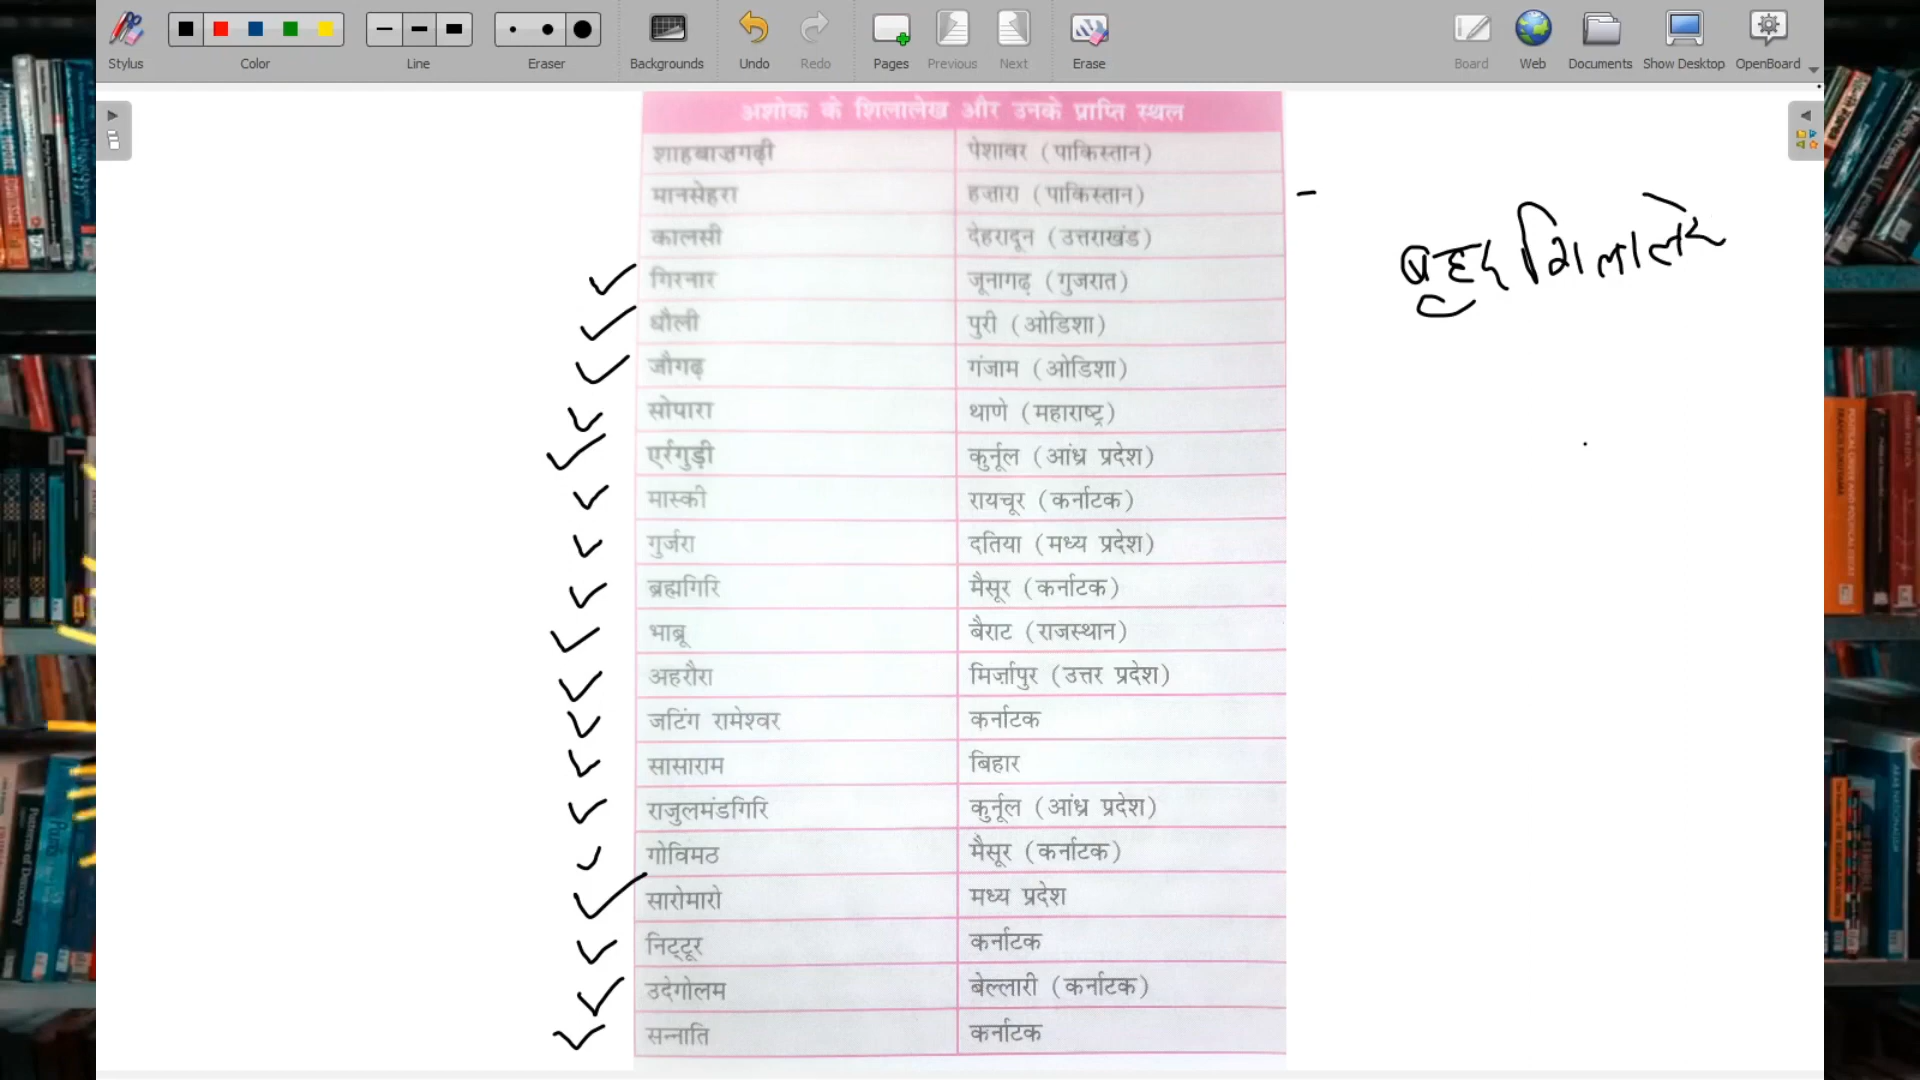 Stylus
Color
Line
Eraser
Backgrounds
Undo
Redo
Pages
Previous
Next
Erase
Board
Web
Documents
Show Desktop
OpenBoard
अशोक के शिलालेख और उनके प्राप्ति स्थल
शाहबाज़गढ़ी पेशावर (पाकिस्तान)
मानसेहरा हज़ारा (पाकिस्तान)
कालसी देहरादून (उत्तराखंड)
गिरनार जूनागढ़ (गुजरात)
धौली पुरी (ओडिशा)
जौगढ़ गंजाम (ओडिशा)
सोपारा थाणे (महाराष्ट्र)
एर्रगुड़ी कुर्नूल (आंध्र प्रदेश)
मास्की रायचूर (कर्नाटक)
गुर्जरा दतिया (मध्य प्रदेश)
ब्रह्मगिरि मैसूर (कर्नाटक)
भाब्रू बैराट (राजस्थान)
अहरौरा मिर्ज़ापुर (उत्तर प्रदेश)
जटिंग रामेश्वर कर्नाटक
सासाराम बिहार
राजुलमंडगिरि कुर्नूल (आंध्र प्रदेश)
गोविमठ मैसूर (कर्नाटक)
सारोमारो मध्य प्रदेश
निट्टूर कर्नाटक
उदेगोलम बेल्लारी (कर्नाटक)
सन्नाति कर्नाटक